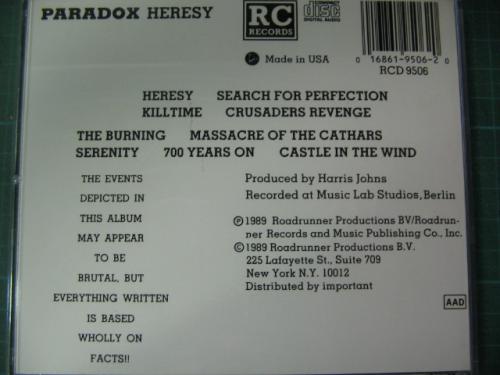 PARADOX HERESY
RC
RECORDS
COMPACT
disc
DIGITAL AUDIO
Made in USA
0 16861-9506-2 0
RCD 9506
HERESY SEARCH FOR PERFECTION
KILLTIME CRUSADERS REVENGE
THE BURNING MASSACRE OF THE CATHARS
SERENITY 700 YEARS ON CASTLE IN THE WIND
THE EVENTS
DEPICTED IN
THIS ALBUM
MAY APPEAR
TO BE
BRUTAL, BUT
EVERYTHING WRITTEN
IS BASED
WHOLLY ON
FACTS!!
Produced by Harris Johns
Recorded at Music Lab Studios, Berlin
Ⓟ 1989 Roadrunner Productions BV/Roadrun-
ner Records and Music Publishing Co., Inc.
© 1989 Roadrunner Productions B.V.
225 Lafayette St., Suite 709
New York N.Y. 10012
Distributed by important
AAD